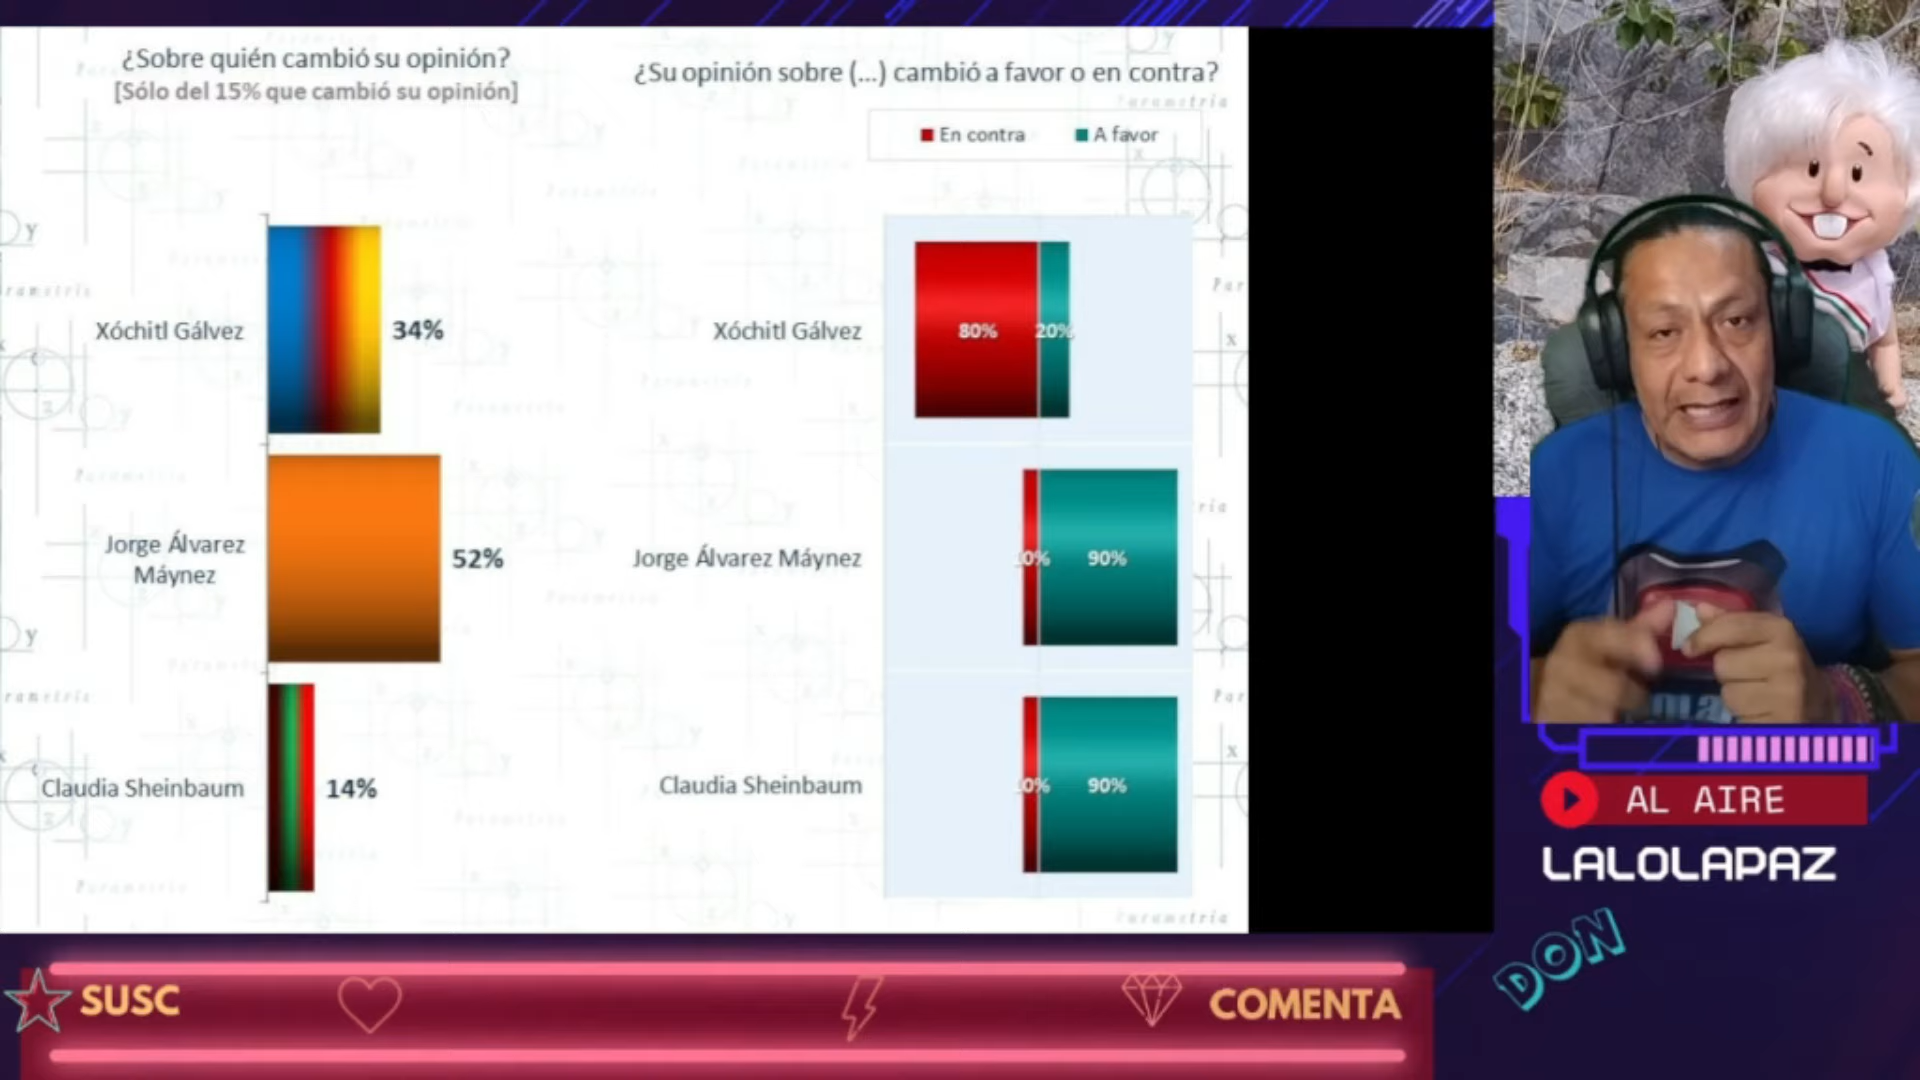 ¿Sobre quién cambió su opinión?
[Sólo del 15% que cambió su opinión]
Xóchitl Gálvez
34%
Jorge Álvarez
Máynez
52%
Claudia Sheinbaum
14%
¿Su opinión sobre (...) cambió a favor o en contra?
En contra
A favor
Xóchitl Gálvez
80%
20%
Jorge Álvarez Máynez
10%
90%
Claudia Sheinbaum
10%
90%
Parametría
AL AIRE
LALOLAPAZ
DON
SUSC
COMENTA